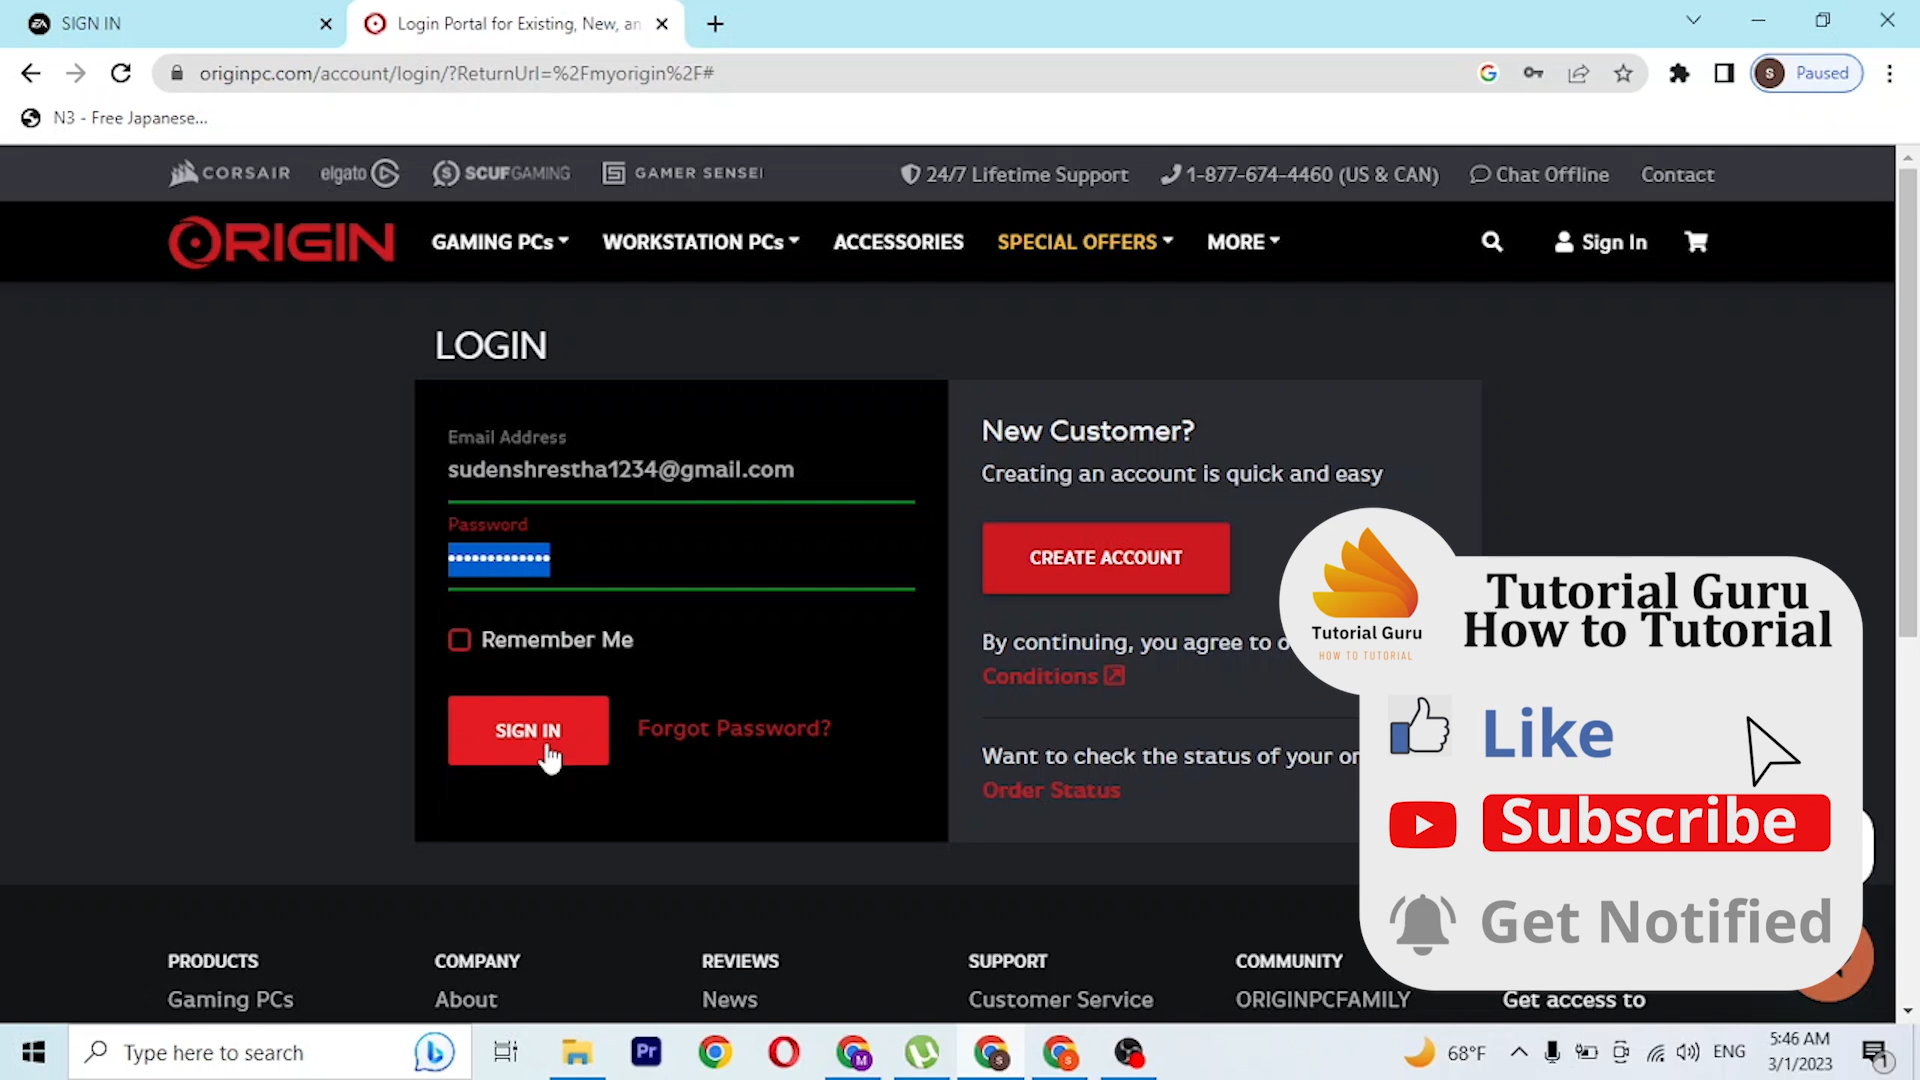 SIGN IN
Login Portal for Existing, New, an
originpc.com/account/login/?ReturnUrl=%2Fmyorigin%2F#
S
Paused
N3 - Free Japanese...
CORSAIR
elgato
SCUFGAMING
GAMER SENSEI
24/7 Lifetime Support
1-877-674-4460 (US & CAN)
Chat Offline
Contact
ORIGIN
GAMING PCs
WORKSTATION PCs
ACCESSORIES
SPECIAL OFFERS
MORE
Sign In
LOGIN
Email Address
sudenshrestha1234@gmail.com
Password
•••••••••••••
Remember Me
SIGN IN
Forgot Password?
New Customer?
Creating an account is quick and easy
CREATE ACCOUNT
By continuing, you agree to o
Conditions
Want to check the status of your or
Order Status
Tutorial Guru
HOW TO TUTORIAL
Tutorial Guru
How to Tutorial
Like
Subscribe
Get Notified
PRODUCTS
Gaming PCs
COMPANY
About
REVIEWS
News
SUPPORT
Customer Service
COMMUNITY
ORIGINPCFAMILY
Get access to
Type here to search
Pr
68°F
ENG
5:46 AM
3/1/2023
1